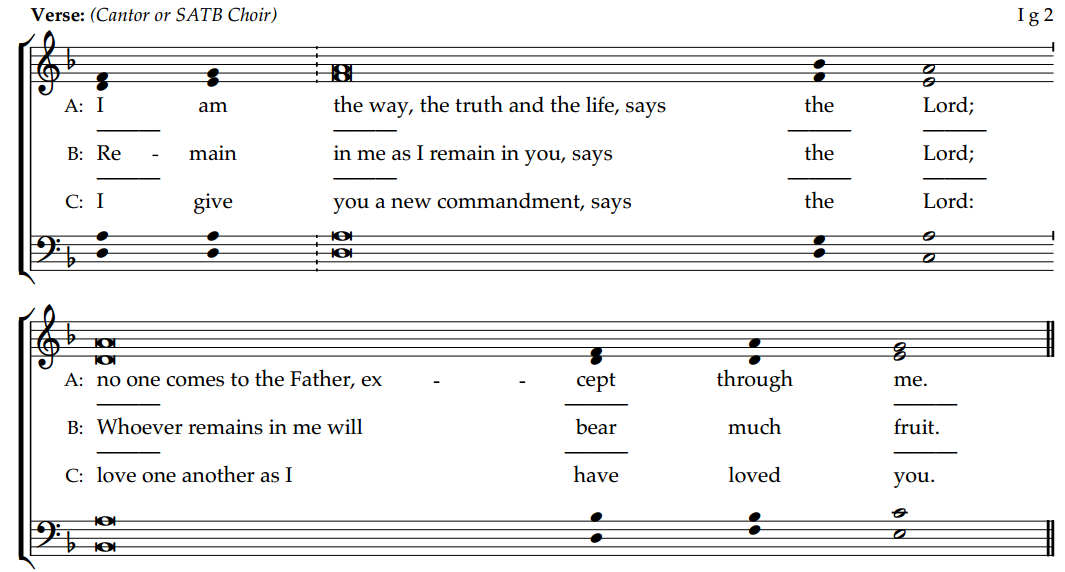 Verse: (Cantor or SATB Choir) I g 2
A: I am the way, the truth and the life, says the Lord;
B: Re - main in me as I remain in you, says the Lord;
C: I give you a new commandment, says the Lord:
A: no one comes to the Father, ex - - cept through me.
B: Whoever remains in me will bear much fruit.
C: love one another as I have loved you.